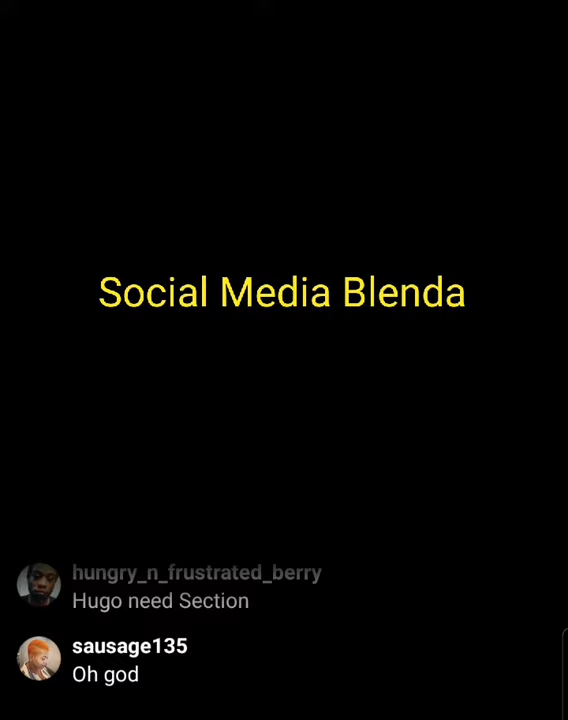 Social Media Blenda
hungry_n_frustrated_berry
Hugo need Section
sausage135
Oh god